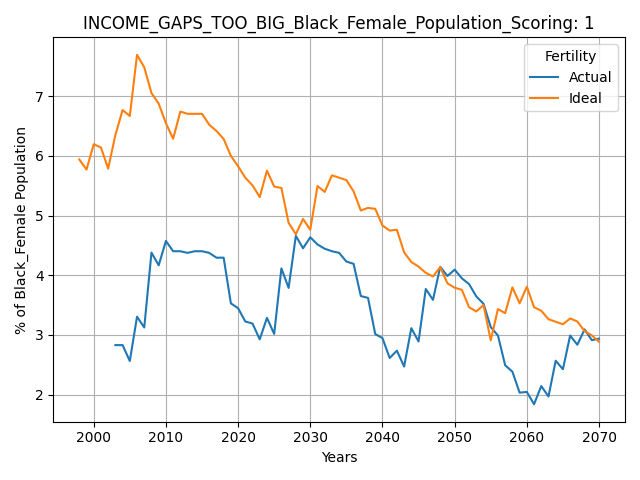 INCOME_GAPS_TOO_BIG_Black_Female_Population_Scoring: 1
Fertility
Actual
Ideal
% of Black_Female Population
7
6
5
4
3
2
2000 2010 2020 2030 2040 2050 2060 2070
Years